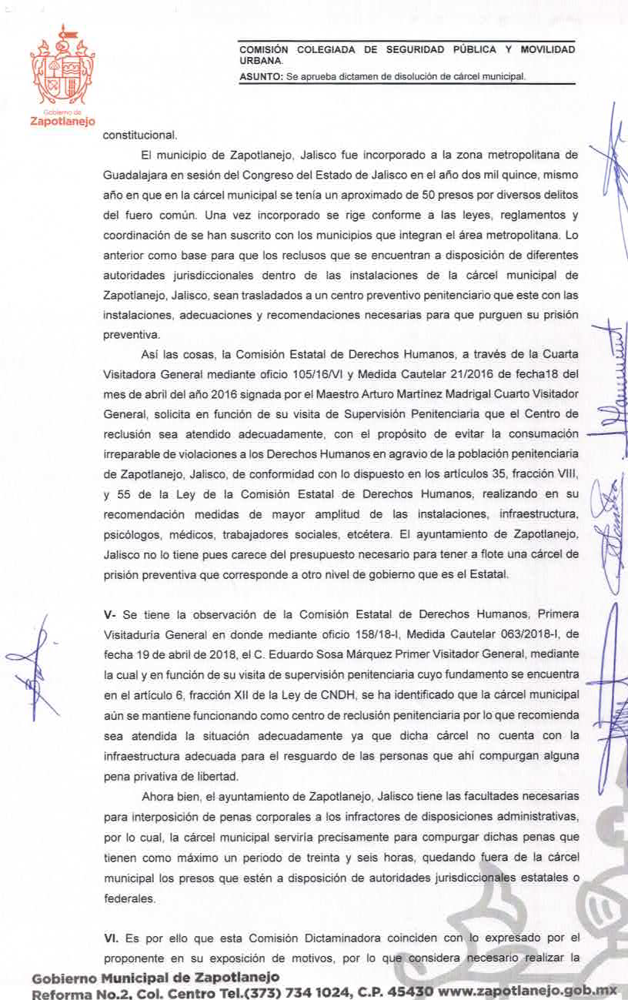 COMISIÓN COLEGIADA DE SEGURIDAD PÚBLICA Y MOVILIDAD
URBANA.
ASUNTO: Se aprueba dictamen de disolución de cárcel municipal.
Gobierno de
Zapotlanejo
constitucional.
El municipio de Zapotlanejo, Jalisco fue incorporado a la zona metropolitana de
Guadalajara en sesión del Congreso del Estado de Jalisco en el año dos mil quince, mismo
año en que en la cárcel municipal se tenía un aproximado de 50 presos por diversos delitos
del fuero común. Una vez incorporado se rige conforme a las leyes, reglamentos y
coordinación de se han suscrito con los municipios que integran el área metropolitana. Lo
anterior como base para que los reclusos que se encuentran a disposición de diferentes
autoridades jurisdiccionales dentro de las instalaciones de la cárcel municipal de
Zapotlanejo, Jalisco, sean trasladados a un centro preventivo penitenciario que este con las
instalaciones, adecuaciones y recomendaciones necesarias para que purguen su prisión
preventiva.
Así las cosas, la Comisión Estatal de Derechos Humanos, a través de la Cuarta
Visitadora General mediante oficio 105/16/VI y Medida Cautelar 21/2016 de fecha18 del
mes de abril del año 2016 signada por el Maestro Arturo Martínez Madrigal Cuarto Visitador
General, solicita en función de su visita de Supervisión Penitenciaria que el Centro de
reclusión sea atendido adecuadamente, con el propósito de evitar la consumación
irreparable de violaciones a los Derechos Humanos en agravio de la población penitenciaria
de Zapotlanejo, Jalisco, de conformidad con lo dispuesto en los artículos 35, fracción VIII,
y 55 de la Ley de la Comisión Estatal de Derechos Humanos, realizando en su
recomendación medidas de mayor amplitud de las instalaciones, infraestructura,
psicólogos, médicos, trabajadores sociales, etcétera. El ayuntamiento de Zapotlanejo,
Jalisco no lo tiene pues carece del presupuesto necesario para tener a flote una cárcel de
prisión preventiva que corresponde a otro nivel de gobierno que es el Estatal.
V- Se tiene la observación de la Comisión Estatal de Derechos Humanos, Primera
Visitaduría General en donde mediante oficio 158/18-I, Medida Cautelar 063/2018-I, de
fecha 19 de abril de 2018, el C. Eduardo Sosa Márquez Primer Visitador General, mediante
la cual y en función de su visita de supervisión penitenciaria cuyo fundamento se encuentra
en el artículo 6, fracción XII de la Ley de CNDH, se ha identificado que la cárcel municipal
aún se mantiene funcionando como centro de reclusión penitenciaria por lo que recomienda
sea atendida la situación adecuadamente ya que dicha cárcel no cuenta con la
infraestructura adecuada para el resguardo de las personas que ahí compurgan alguna
pena privativa de libertad.
Ahora bien, el ayuntamiento de Zapotlanejo, Jalisco tiene las facultades necesarias
para interposición de penas corporales a los infractores de disposiciones administrativas,
por lo cual, la cárcel municipal serviría precisamente para compurgar dichas penas que
tienen como máximo un periodo de treinta y seis horas, quedando fuera de la cárcel
municipal los presos que estén a disposición de autoridades jurisdiccionales estatales o
federales.
VI. Es por ello que esta Comisión Dictaminadora coinciden con lo expresado por el
proponente en su exposición de motivos, por lo que considera necesario realizar la
Gobierno Municipal de Zapotlanejo
Reforma No.2, Col. Centro Tel.(373) 734 1024, C.P. 45430 www.zapotlanejo.gob.mx